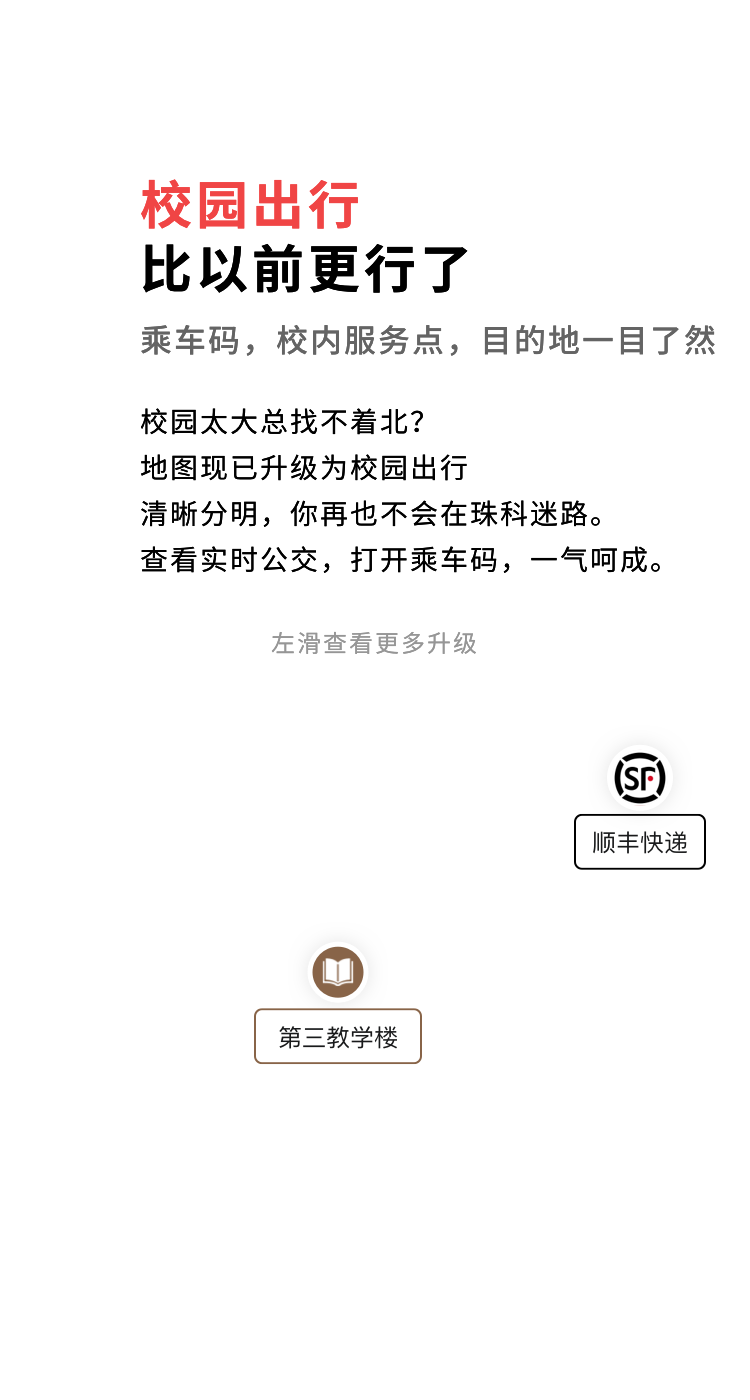 校园出行
比以前更行了
乘车码，校内服务点，目的地一目了然
校园太大总找不着北？
地图现已升级为校园出行
清晰分明，你再也不会在珠科迷路。
查看实时公交，打开乘车码，一气呵成。
左滑查看更多升级
SF
顺丰快递
第三教学楼